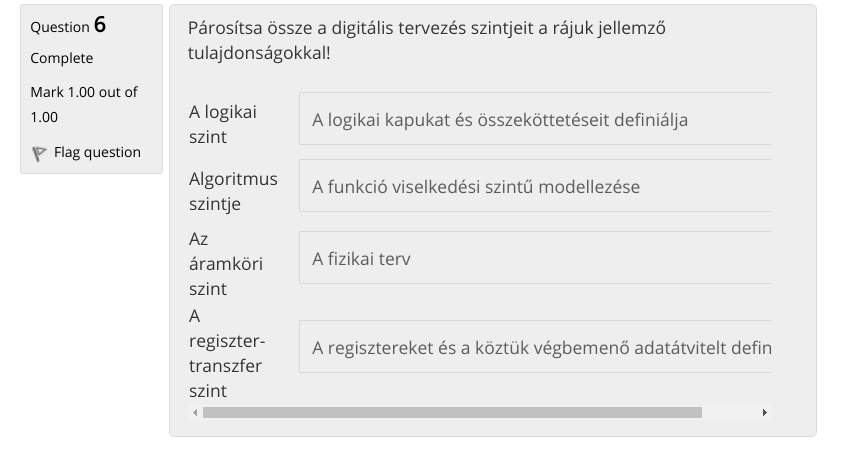 Question 6
Complete
Mark 1.00 out of
1.00
Flag question
Párosítsa össze a digitális tervezés szintjeit a rájuk jellemző
tulajdonságokkal!
A logikai
szint
A logikai kapukat és összeköttetéseit definiálja
Algoritmus
szintje
A funkció viselkedési szintű modellezése
Az
áramköri
szint
A fizikai terv
A
regiszter-
transzfer
szint
A regisztereket és a köztük végbemenő adatátvitelt defin